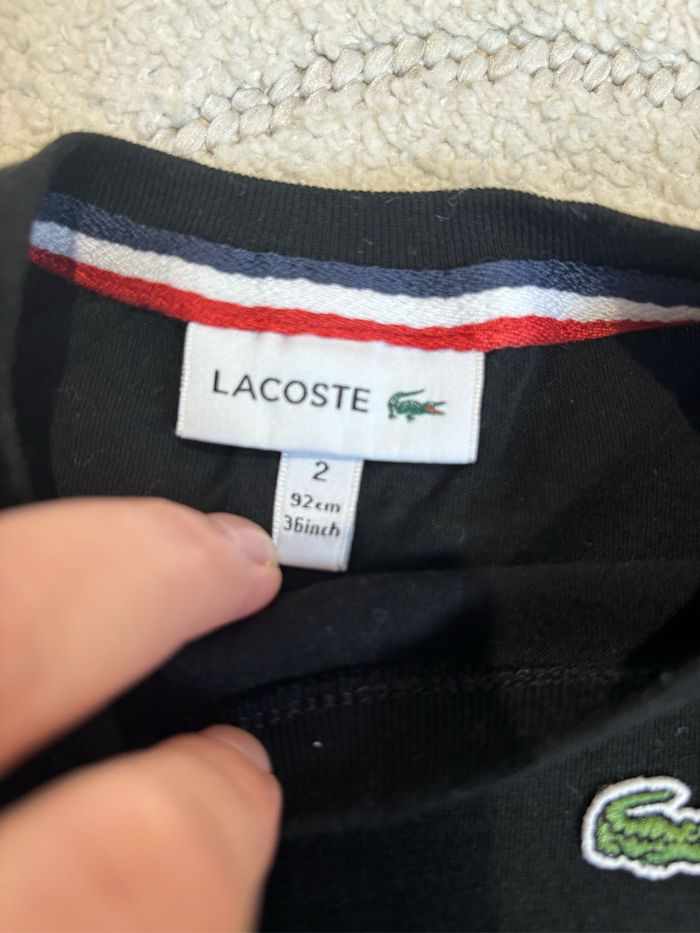 LACOSTE
2
92cm
36inch